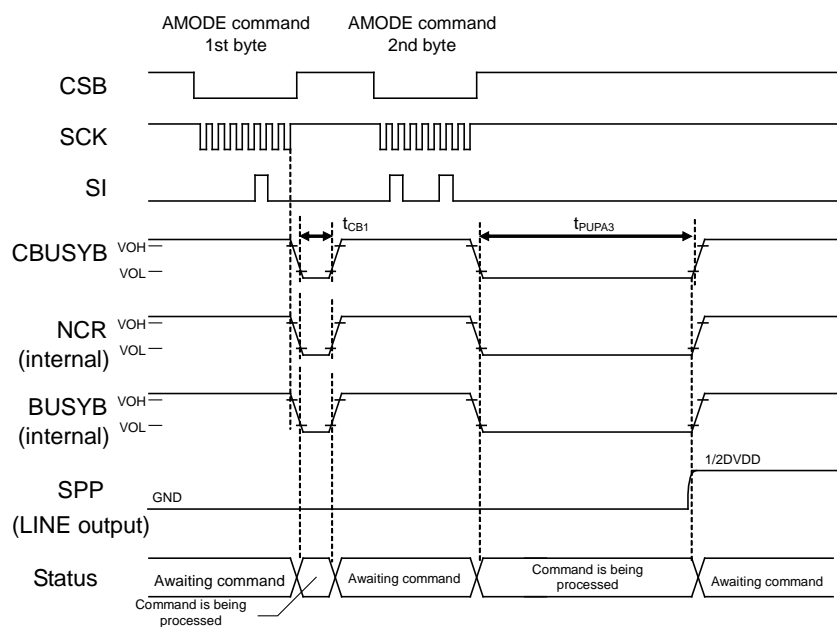 AMODE command
1st byte
AMODE command
2nd byte
CSB
SCK
SI
tCB1
tPUPA3
CBUSYB
VOH
VOL
NCR
(internal)
VOH
VOL
BUSYB
(internal)
VOH
VOL
SPP
(LINE output)
GND
1/2DVDD
Status
Awaiting command
Command is being
processed
Awaiting command
Command is being
processed
Awaiting command